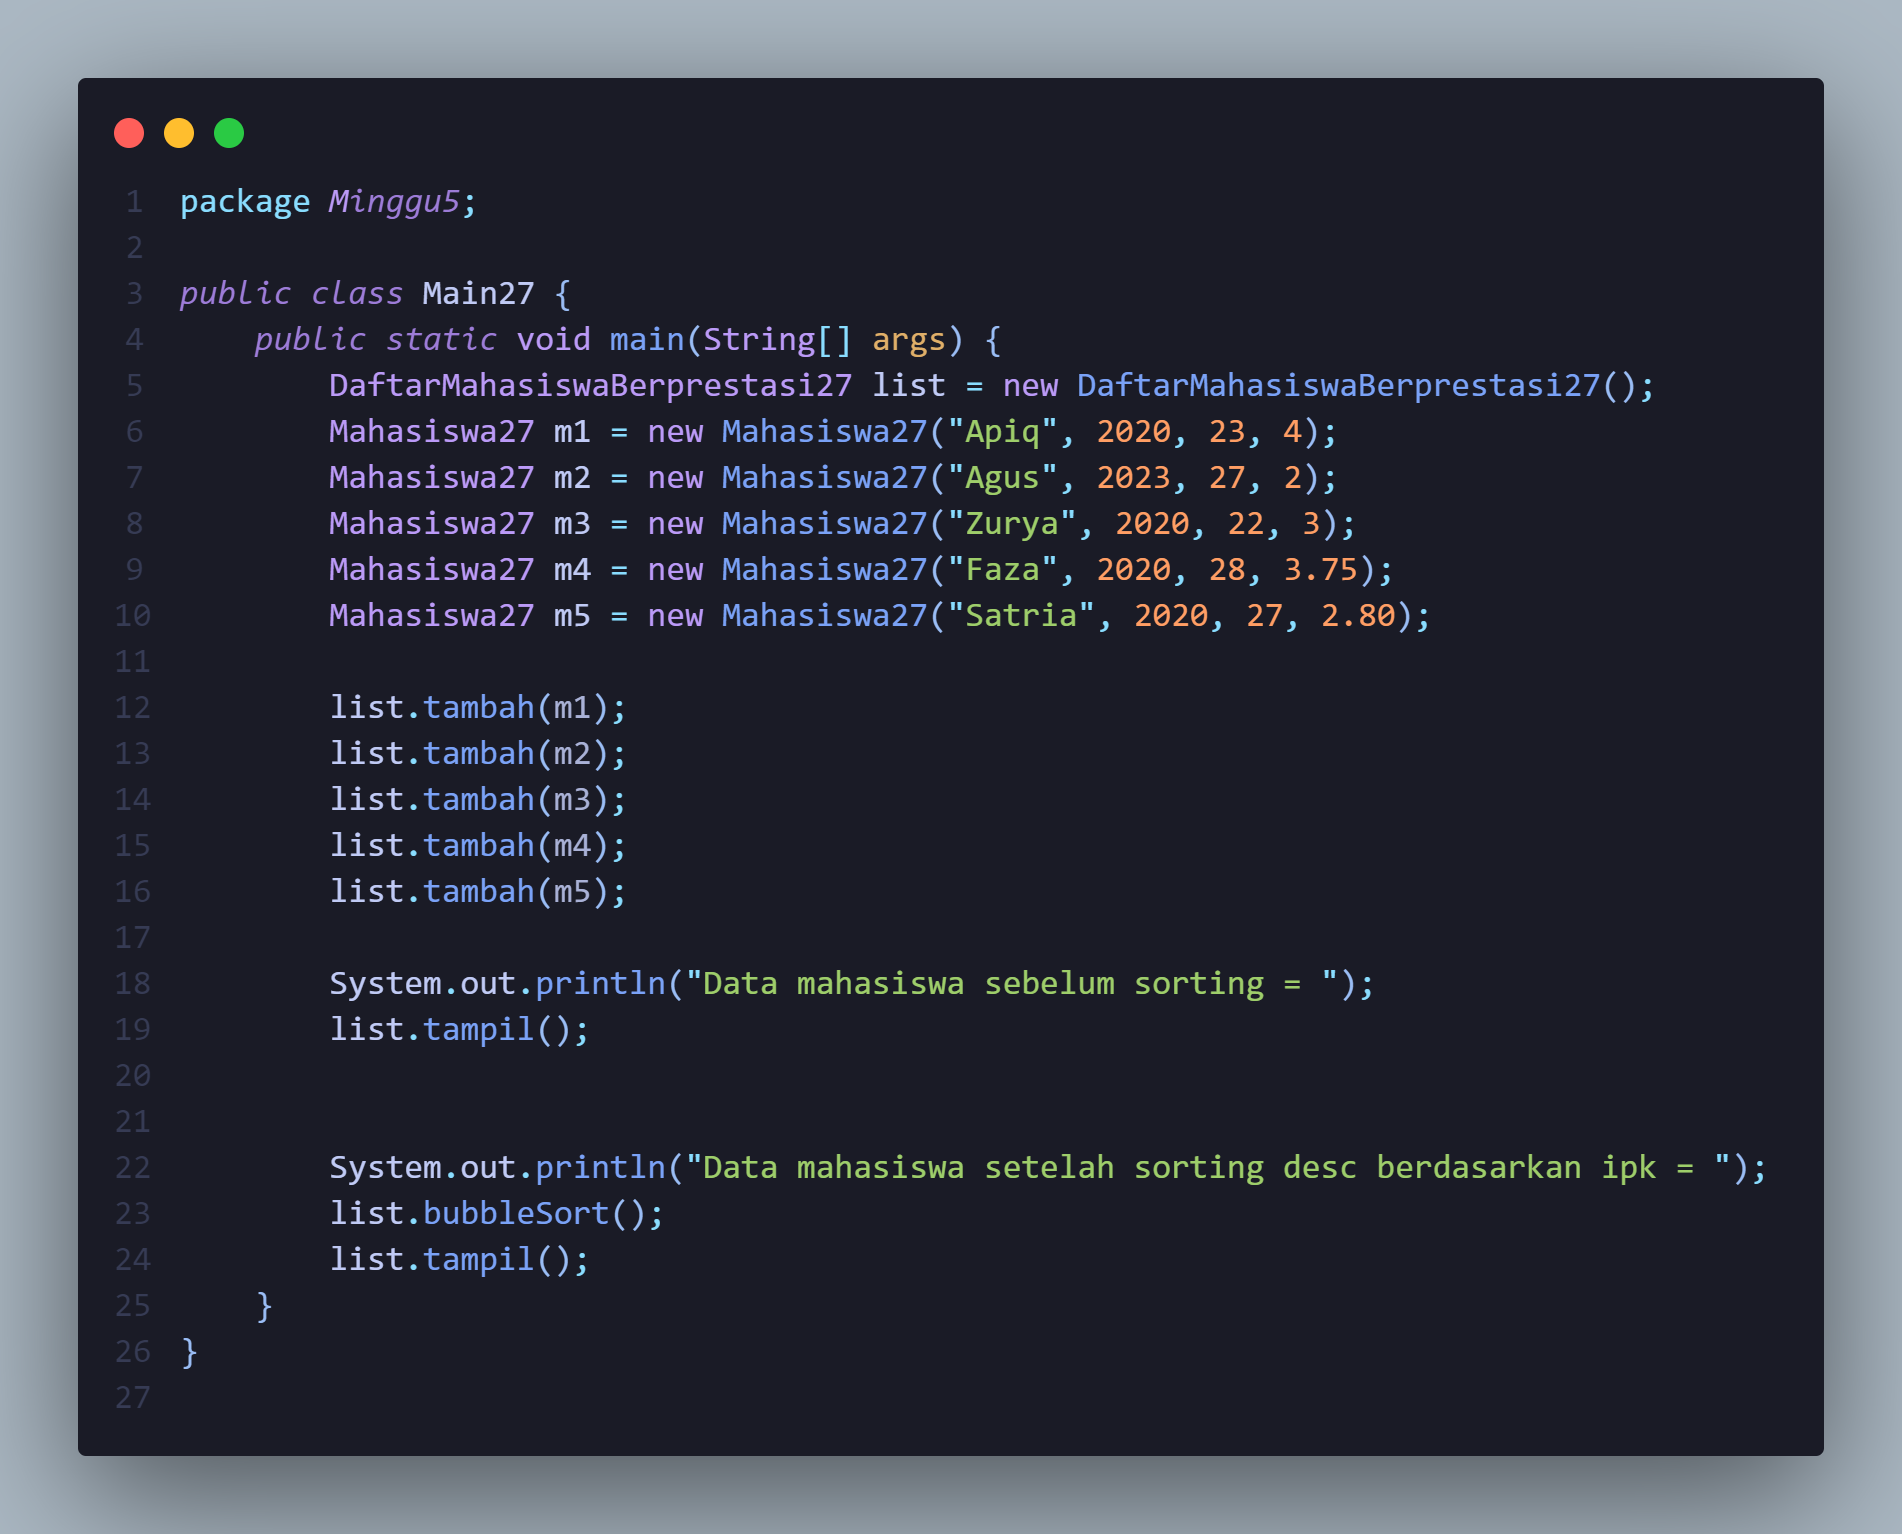 1 package Minggu5;
2
3 public class Main27 {
4     public static void main(String[] args) {
5         DaftarMahasiswaBerprestasi27 list = new DaftarMahasiswaBerprestasi27();
6         Mahasiswa27 m1 = new Mahasiswa27("Apiq", 2020, 23, 4);
7         Mahasiswa27 m2 = new Mahasiswa27("Agus", 2023, 27, 2);
8         Mahasiswa27 m3 = new Mahasiswa27("Zurya", 2020, 22, 3);
9         Mahasiswa27 m4 = new Mahasiswa27("Faza", 2020, 28, 3.75);
10         Mahasiswa27 m5 = new Mahasiswa27("Satria", 2020, 27, 2.80);
11
12         list.tambah(m1);
13         list.tambah(m2);
14         list.tambah(m3);
15         list.tambah(m4);
16         list.tambah(m5);
17
18         System.out.println("Data mahasiswa sebelum sorting = ");
19         list.tampil();
20
21
22         System.out.println("Data mahasiswa setelah sorting desc berdasarkan ipk = ");
23         list.bubbleSort();
24         list.tampil();
25     }
26 }
27